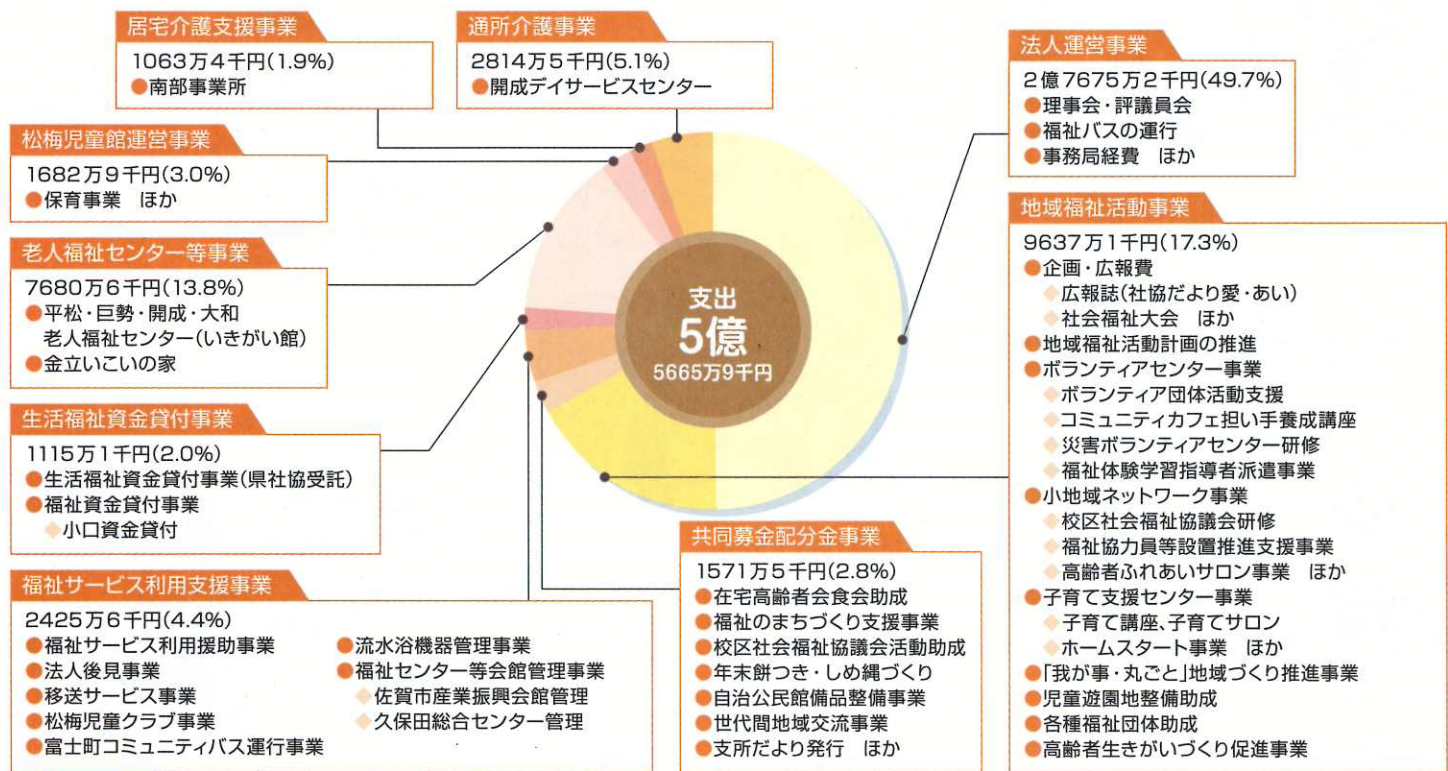 居宅介護支援事業
1063万4千円(1.9%)
●南部事業所
通所介護事業
2814万5千円(5.1%)
●開成デイサービスセンター
法人運営事業
2億7675万2千円(49.7%)
●理事会・評議員会
●福祉バスの運行
●事務局経費 ほか
松梅児童館運営事業
1682万9千円(3.0%)
●保育事業 ほか
老人福祉センター等事業
7680万6千円(13.8%)
●平松・巨勢・開成・大和
老人福祉センター(いきがい館)
●金立いこいの家
支出
5億
5665万9千円
地域福祉活動事業
9637万1千円(17.3%)
●企画・広報費
◆広報誌(社協だより愛・あい)
◆社会福祉大会 ほか
●地域福祉活動計画の推進
●ボランティアセンター事業
◆ボランティア団体活動支援
◆コミュニティカフェ担い手養成講座
◆災害ボランティアセンター研修
◆福祉体験学習指導者派遣事業
●小地域ネットワーク事業
◆校区社会福祉協議会研修
◆福祉協力員等設置推進支援事業
◆高齢者ふれあいサロン事業 ほか
●子育て支援センター事業
◆子育て講座、子育てサロン
◆ホームスタート事業 ほか
●「我が事・丸ごと」地域づくり推進事業
●児童遊園地整備助成
●各種福祉団体助成
●高齢者生きがいづくり促進事業
生活福祉資金貸付事業
1115万1千円(2.0%)
●生活福祉資金貸付事業(県社協受託)
●福祉資金貸付事業
◆小口資金貸付
福祉サービス利用支援事業
2425万6千円(4.4%)
●福祉サービス利用援助事業
●法人後見事業
●移送サービス事業
●松梅児童クラブ事業
●富士町コミュニティバス運行事業
●流水浴機器管理事業
●福祉センター等会館管理事業
◆佐賀市産業振興会館管理
◆久保田総合センター管理
共同募金配分金事業
1571万5千円(2.8%)
●在宅高齢者会食会助成
●福祉のまちづくり支援事業
●校区社会福祉協議会活動助成
●年末餅つき・しめ縄づくり
●自治公民館備品整備事業
●世代間地域交流事業
●支所だより発行 ほか